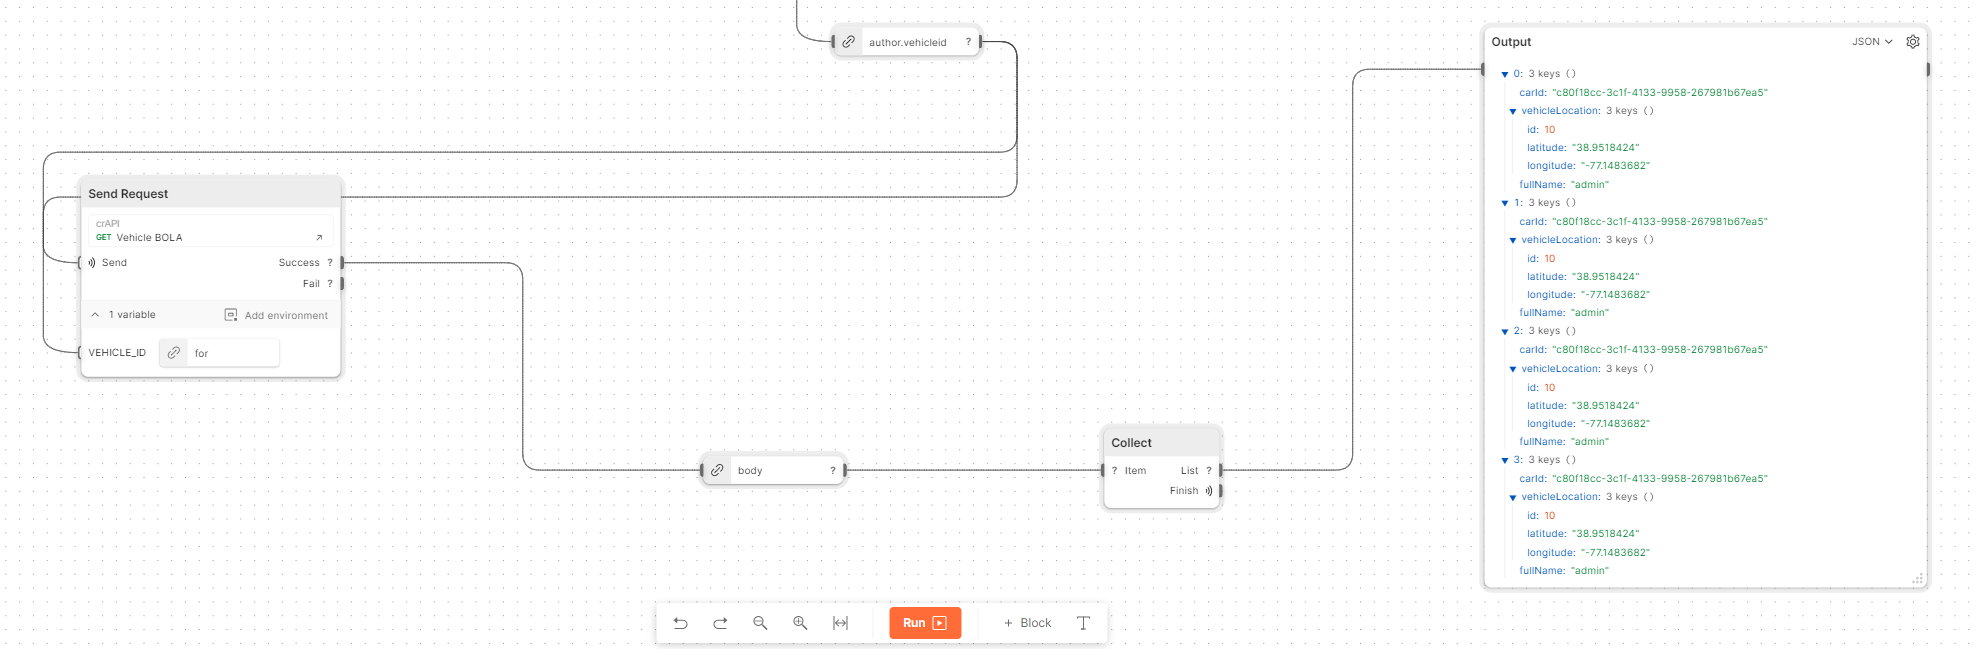 author.vehicleid ?
Send Request
crAPI
GET Vehicle BOLA
Send Success ?
Fail ?
1 variable Add environment
VEHICLE_ID for
body ?
Collect
? Item List ?
Finish
Output JSON
0: 3 keys ()
carId: "c80f18cc-3c1f-4133-9958-267981b67ea5"
vehicleLocation: 3 keys ()
id: 10
latitude: "38.9518424"
longitude: "-77.1483682"
fullName: "admin"
1: 3 keys ()
carId: "c80f18cc-3c1f-4133-9958-267981b67ea5"
vehicleLocation: 3 keys ()
id: 10
latitude: "38.9518424"
longitude: "-77.1483682"
fullName: "admin"
2: 3 keys ()
carId: "c80f18cc-3c1f-4133-9958-267981b67ea5"
vehicleLocation: 3 keys ()
id: 10
latitude: "38.9518424"
longitude: "-77.1483682"
fullName: "admin"
3: 3 keys ()
carId: "c80f18cc-3c1f-4133-9958-267981b67ea5"
vehicleLocation: 3 keys ()
id: 10
latitude: "38.9518424"
longitude: "-77.1483682"
fullName: "admin"
Run + Block T